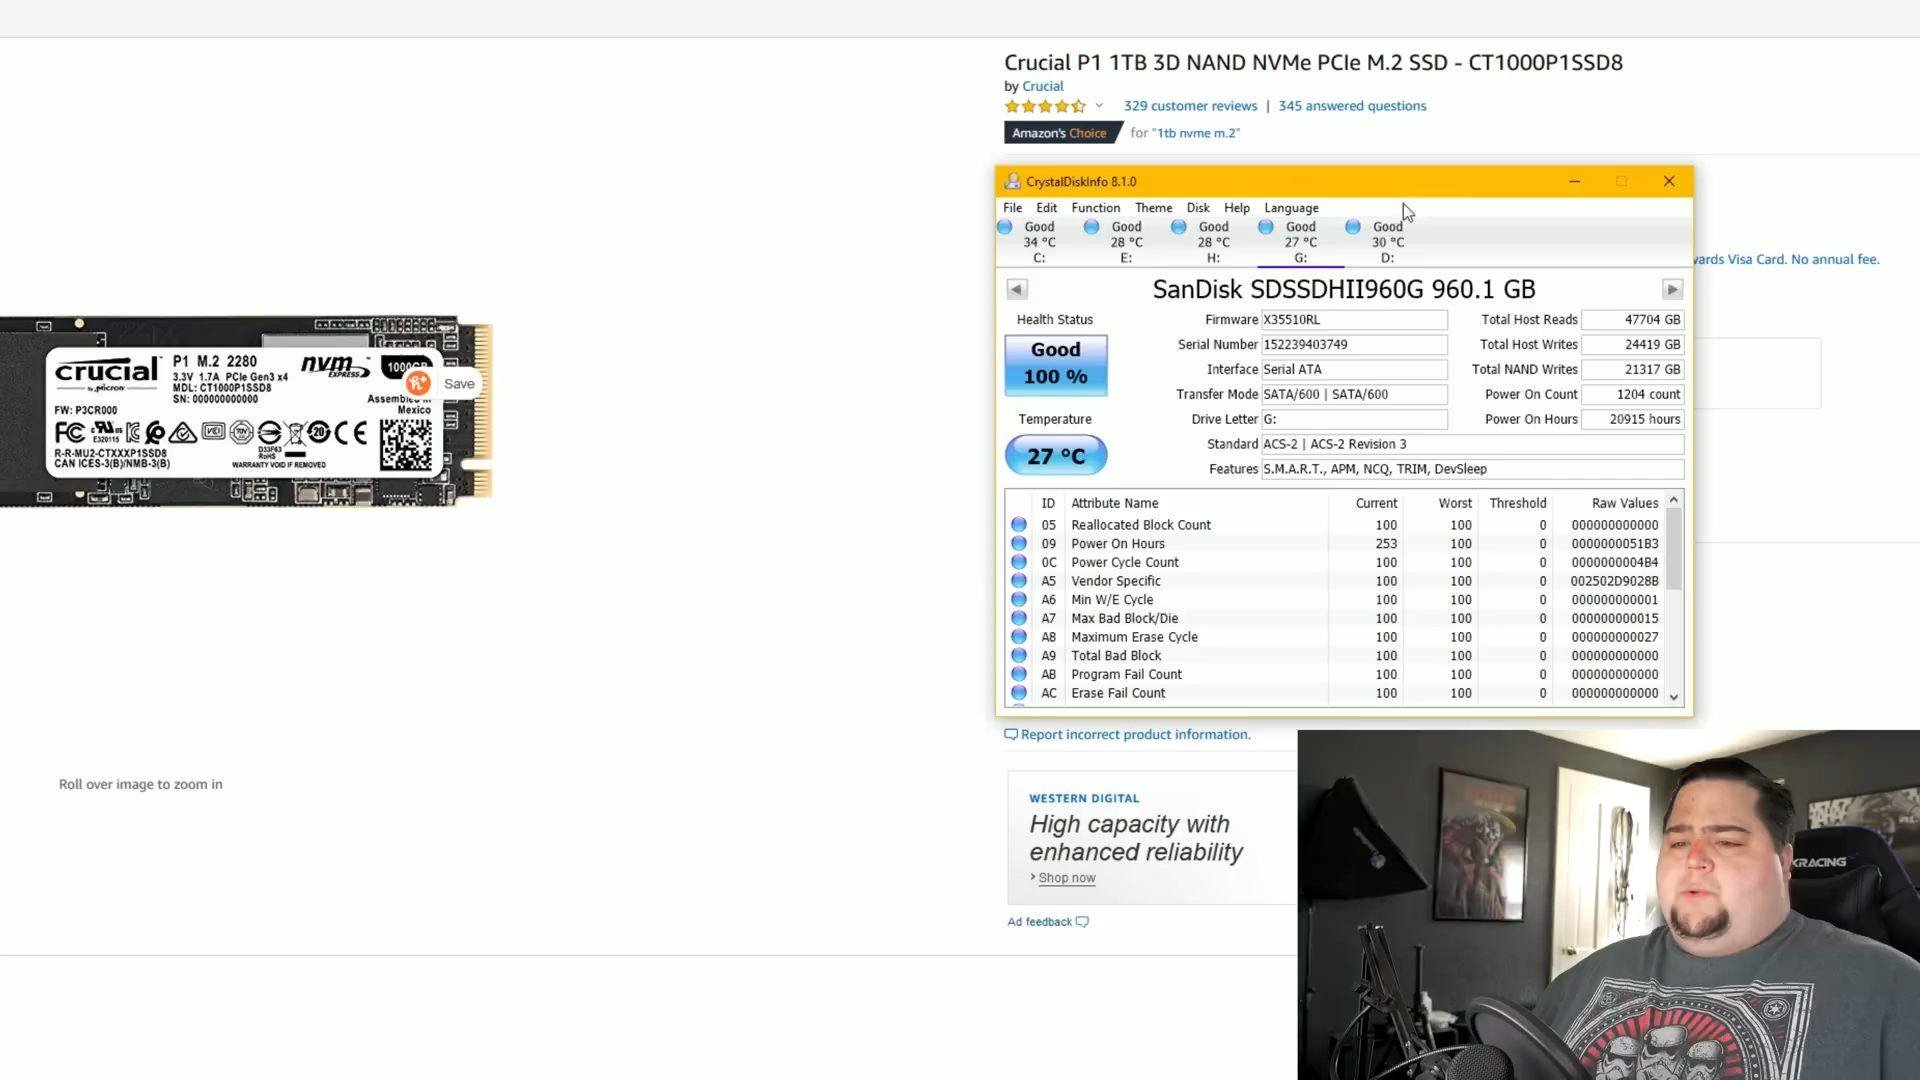 Crucial P1 1TB 3D NAND NVMe PCIe M.2 SSD - CT1000P1SSD8
by Crucial
329 customer reviews | 345 answered questions
Amazon's Choice for "1tb nvme m.2"
CrystalDiskInfo 8.1.0
File Edit Function Theme Disk Help Language
Good Good Good Good Good
34 °C 28 °C 28 °C 27 °C 30 °C
C: E: H: G: D:
wards Visa Card. No annual fee.
SanDisk SDSSDHII960G 960.1 GB
Health Status
Good
100 %
Temperature
27 °C
Firmware X35510RL Total Host Reads 47704 GB
Serial Number 152239403749 Total Host Writes 24419 GB
Interface Serial ATA Total NAND Writes 21317 GB
Transfer Mode SATA/600 | SATA/600 Power On Count 1204 count
Drive Letter G: Power On Hours 20915 hours
Standard ACS-2 | ACS-2 Revision 3
Features S.M.A.R.T., APM, NCQ, TRIM, DevSleep
ID Attribute Name Current Worst Threshold Raw Values
05 Reallocated Block Count 100 100 0 000000000000
09 Power On Hours 253 100 0 0000000051B3
0C Power Cycle Count 100 100 0 0000000004B4
A5 Vendor Specific 100 100 0 002502D9028B
A6 Min W/E Cycle 100 100 0 000000000001
A7 Max Bad Block/Die 100 100 0 000000000015
A8 Maximum Erase Cycle 100 100 0 000000000027
A9 Total Bad Block 100 100 0 000000000000
AB Program Fail Count 100 100 0 000000000000
AC Erase Fail Count 100 100 0 000000000000
crucial
by Micron
P1 M.2 2280
3.3V 1.7A PCIe Gen3 x4
MDL: CT1000P1SSD8
SN: 000000000000
nvm
EXPRESS
Save
FW: P3CR000
Mexico
E320115
D33F63
RoHS
R-R-MU2-CTXXXP1SSD8
CAN ICES-3(B)/NMB-3(B)
WARRANTY VOID IF REMOVED
Roll over image to zoom in
Report incorrect product information.
WESTERN DIGITAL
High capacity with
enhanced reliability
Shop now
Ad feedback
KRACING